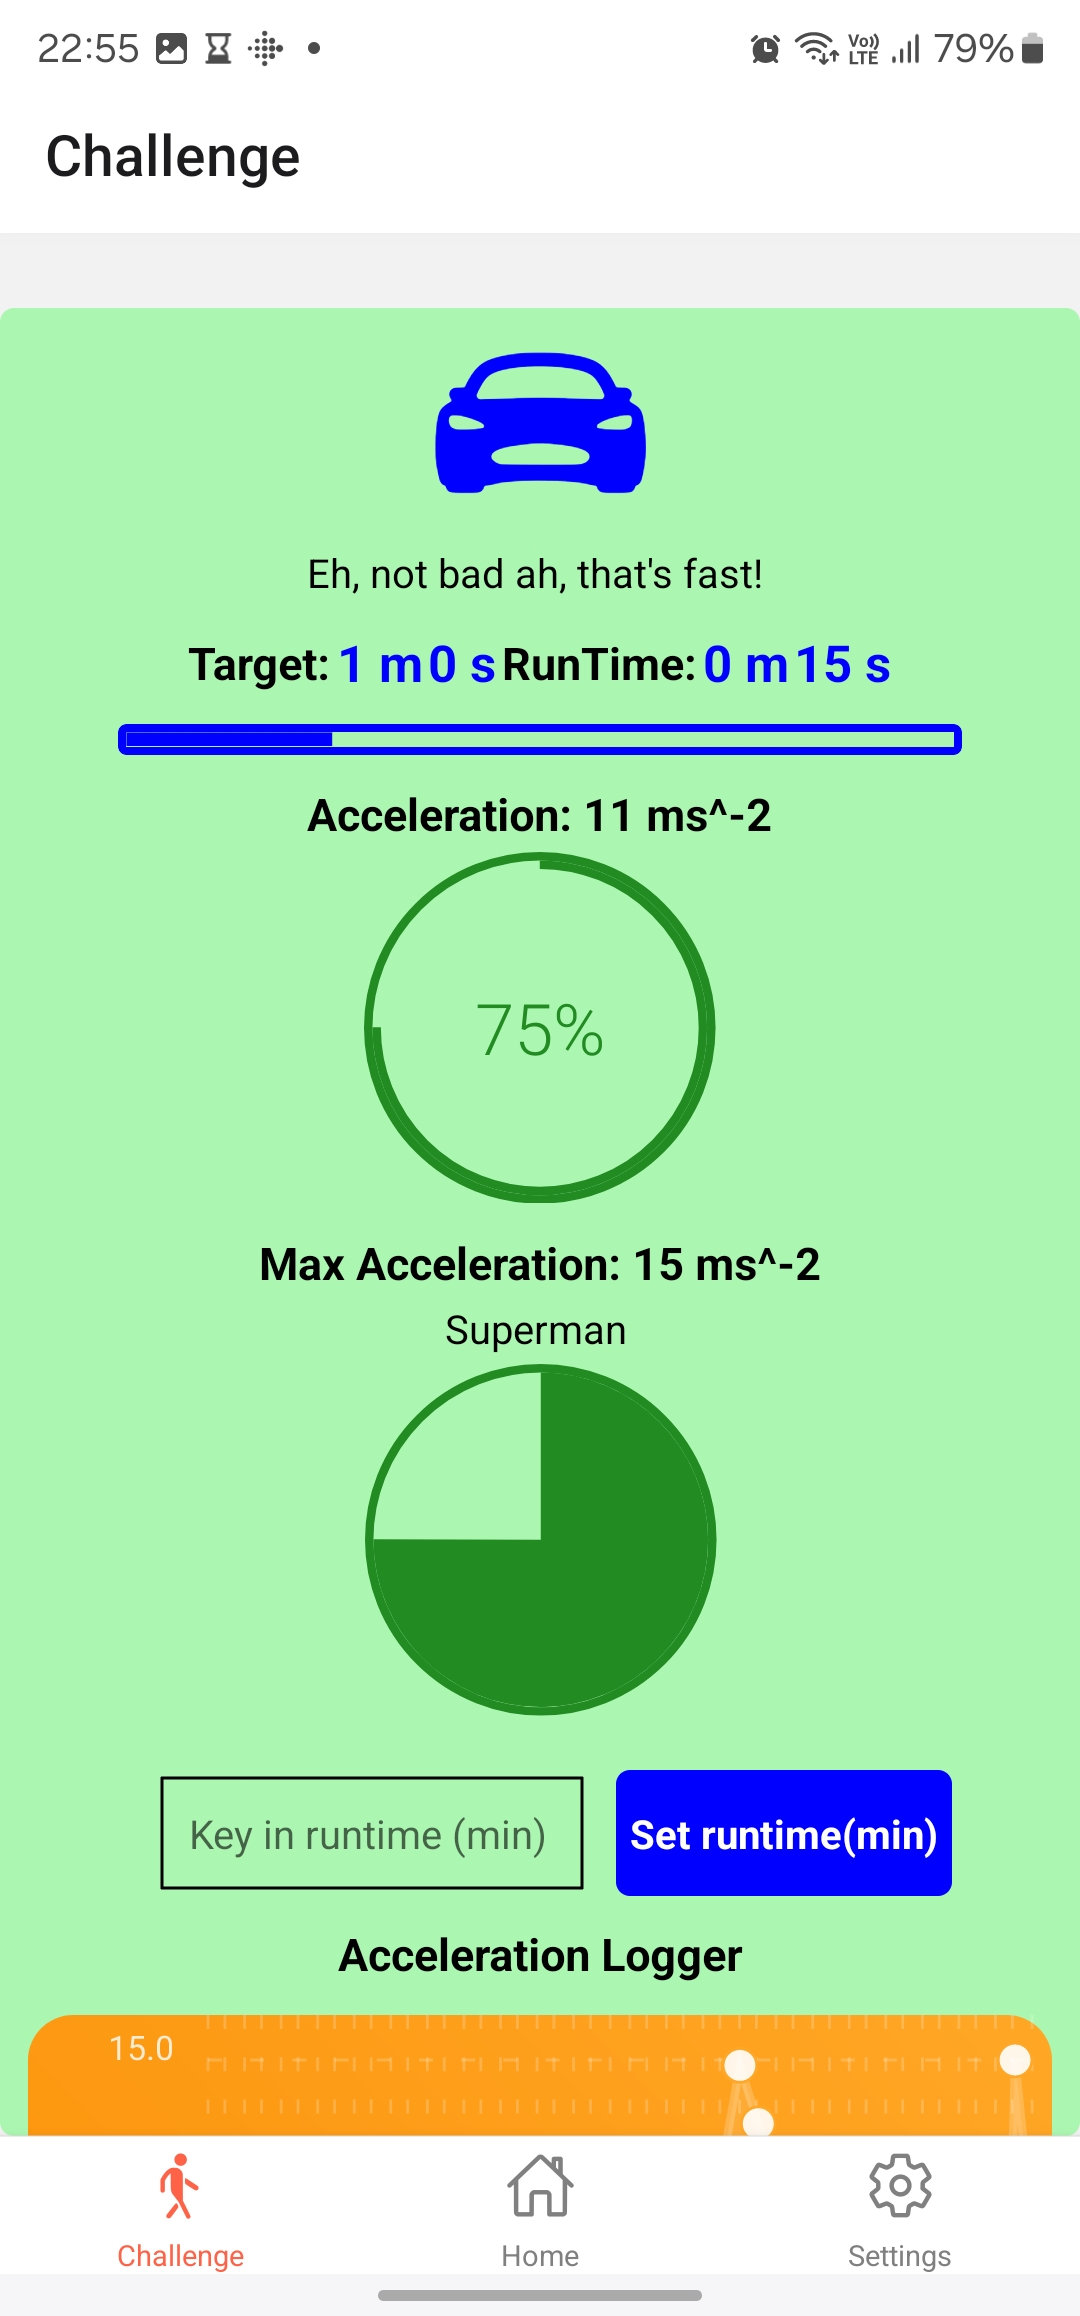 22:55 Vo)) LTE 79%
Challenge
Eh, not bad ah, that's fast!
Target: 1 m 0 s RunTime: 0 m 15 s
Acceleration: 11 ms^-2
75%
Max Acceleration: 15 ms^-2
Superman
Key in runtime (min) Set runtime(min)
Acceleration Logger
15.0
Challenge Home Settings